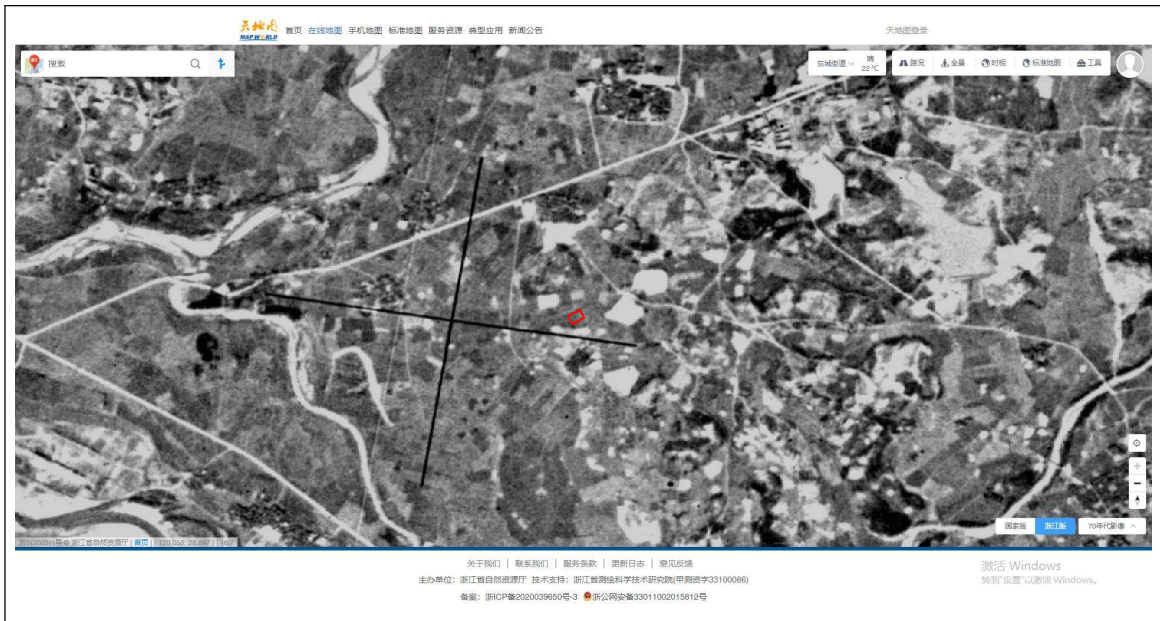 天地图 首页 在线地图 手机地图 标准地图 服务资源 典型应用 新闻公告 天地图登录
MAP WORLD
搜索
东城街道 晴 22℃ 路况 全景 时相 标准地图 工具
国家版 浙江版 70年代影像
关于我们 | 联系我们 | 服务条款 | 更新日志 | 意见反馈
主办单位：浙江省自然资源厅 技术支持：浙江省测绘科学技术研究院(甲测资字33100086)
备案：浙ICP备2020039650号-3 浙公网安备33011002015812号
激活 Windows
转到"设置"以激活 Windows。